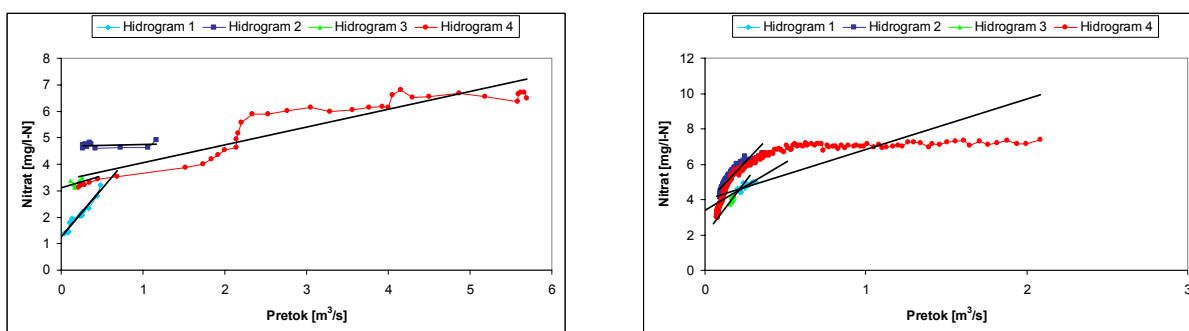 Hidrogram 1 Hidrogram 2 Hidrogram 3 Hidrogram 4
8
7
6
5
4
3
2
1
0
Nitrat [mg/l-N]
0 1 2 3 4 5 6
Pretok [m³/s]
Hidrogram 1 Hidrogram 2 Hidrogram 3 Hidrogram 4
12
10
8
6
4
2
0
Nitrat [mg/l-N]
0 1 2 3
Pretok [m³/s]